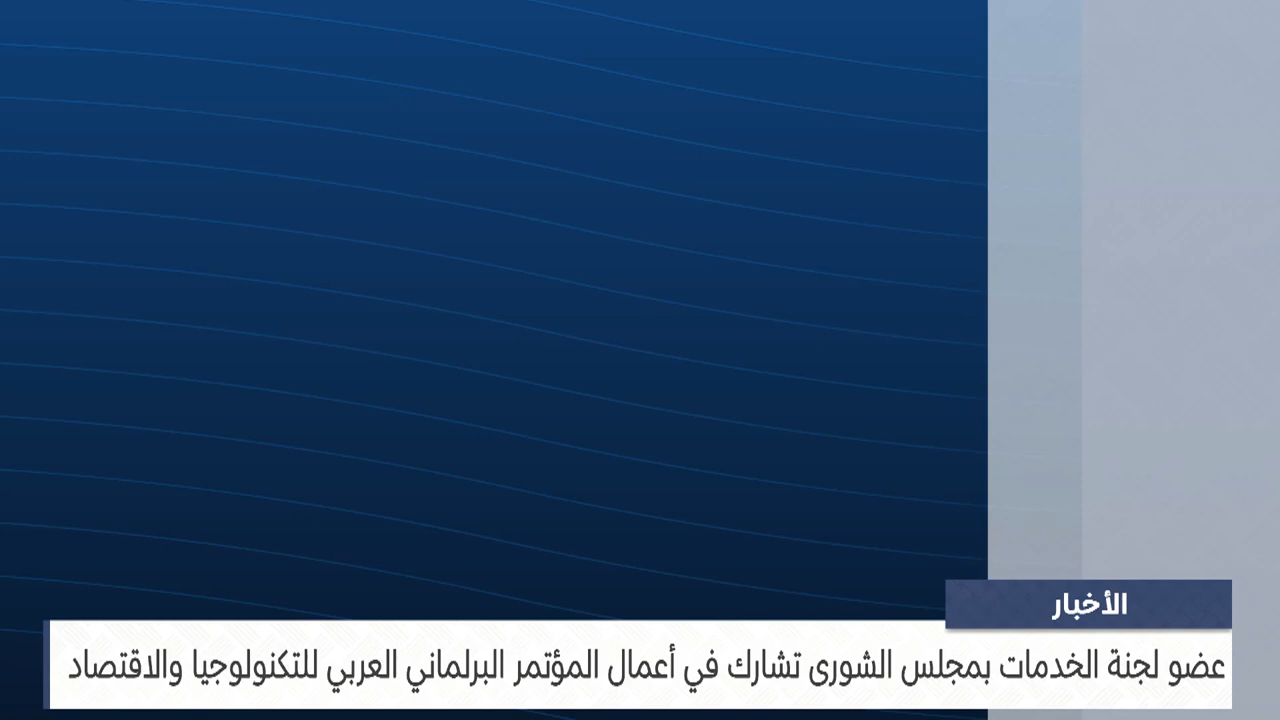 الأخبار
عضو لجنة الخدمات بمجلس الشورى تشارك في أعمال المؤتمر البرلماني العربي للتكنولوجيا والاقتصاد